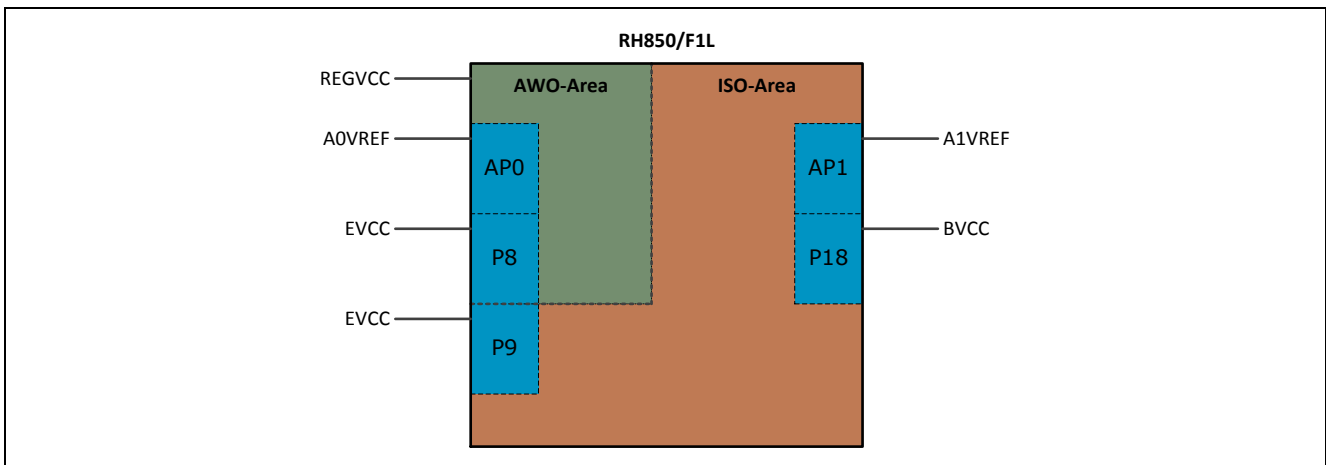 RH850/F1L
REGVCC
AWO-Area
ISO-Area
A0VREF
A1VREF
AP0
AP1
EVCC
BVCC
P8
P18
EVCC
P9